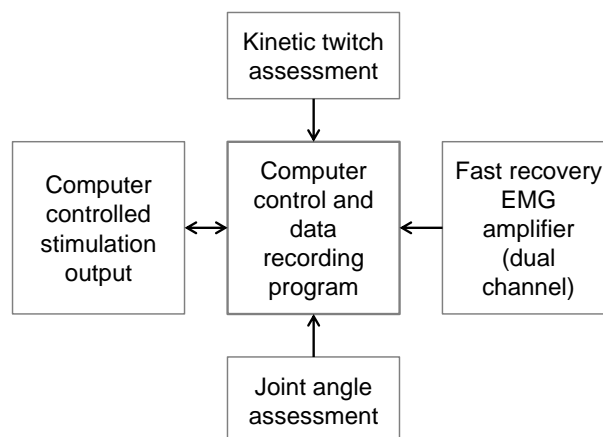 Kinetic twitch
assessment
Computer
controlled
stimulation
output
Computer
control and
data
recording
program
Fast recovery
EMG
amplifier
(dual
channel)
Joint angle
assessment